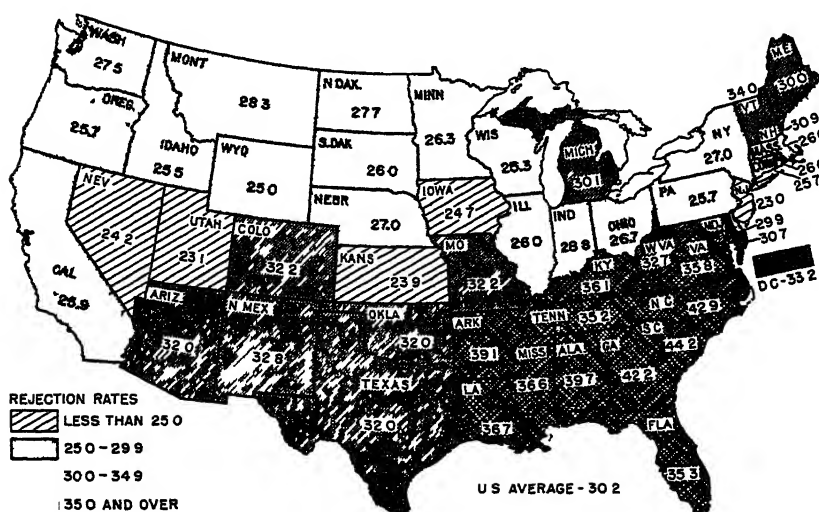 WASH
27.5
MONT
28.3
N DAK.
27.7
MINN
26.3
OREG.
25.7
IDAHO
25.5
WYO
25.0
S.DAK
26.0
WIS
MICH
30.1
NY
27.0
ME
30.0
34.0
VT
NH
30.9
MASS
25.7
NEV
24.2
UTAH
23.1
COLO
32.2
NEBR
27.0
IOWA
24.7
ILL
26.0
IND
28.8
OHIO
26.7
PA
25.7
N.J.
23.0
29.9
MD.
30.7
DC-33.2
CAL
25.9
KANS
23.9
MO
32.2
KY
36.1
W VA
32.7
VA
35.8
ARIZ
32.0
N MEX
32.8
OKLA
32.0
ARK
39.1
TENN
35.2
N C
42.9
S C
44.2
TEXAS
32.0
LA
36.7
MISS
36.6
ALA.
39.7
GA
42.2
FLA
35.3
REJECTION RATES
LESS THAN 25 0
25 0 - 29 9
30 0 - 34 9
35 0 AND OVER
U S AVERAGE - 30 2